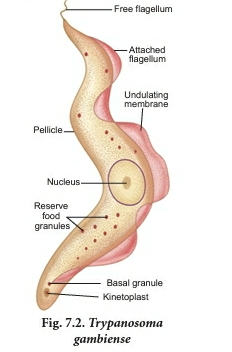 Free flagellum
Attached
flagellum
Undulating
membrane
Pellicle
Nucleus
Reserve
food
granules
Basal granule
Kinetoplast
Fig. 7.2. Trypanosoma
gambiense